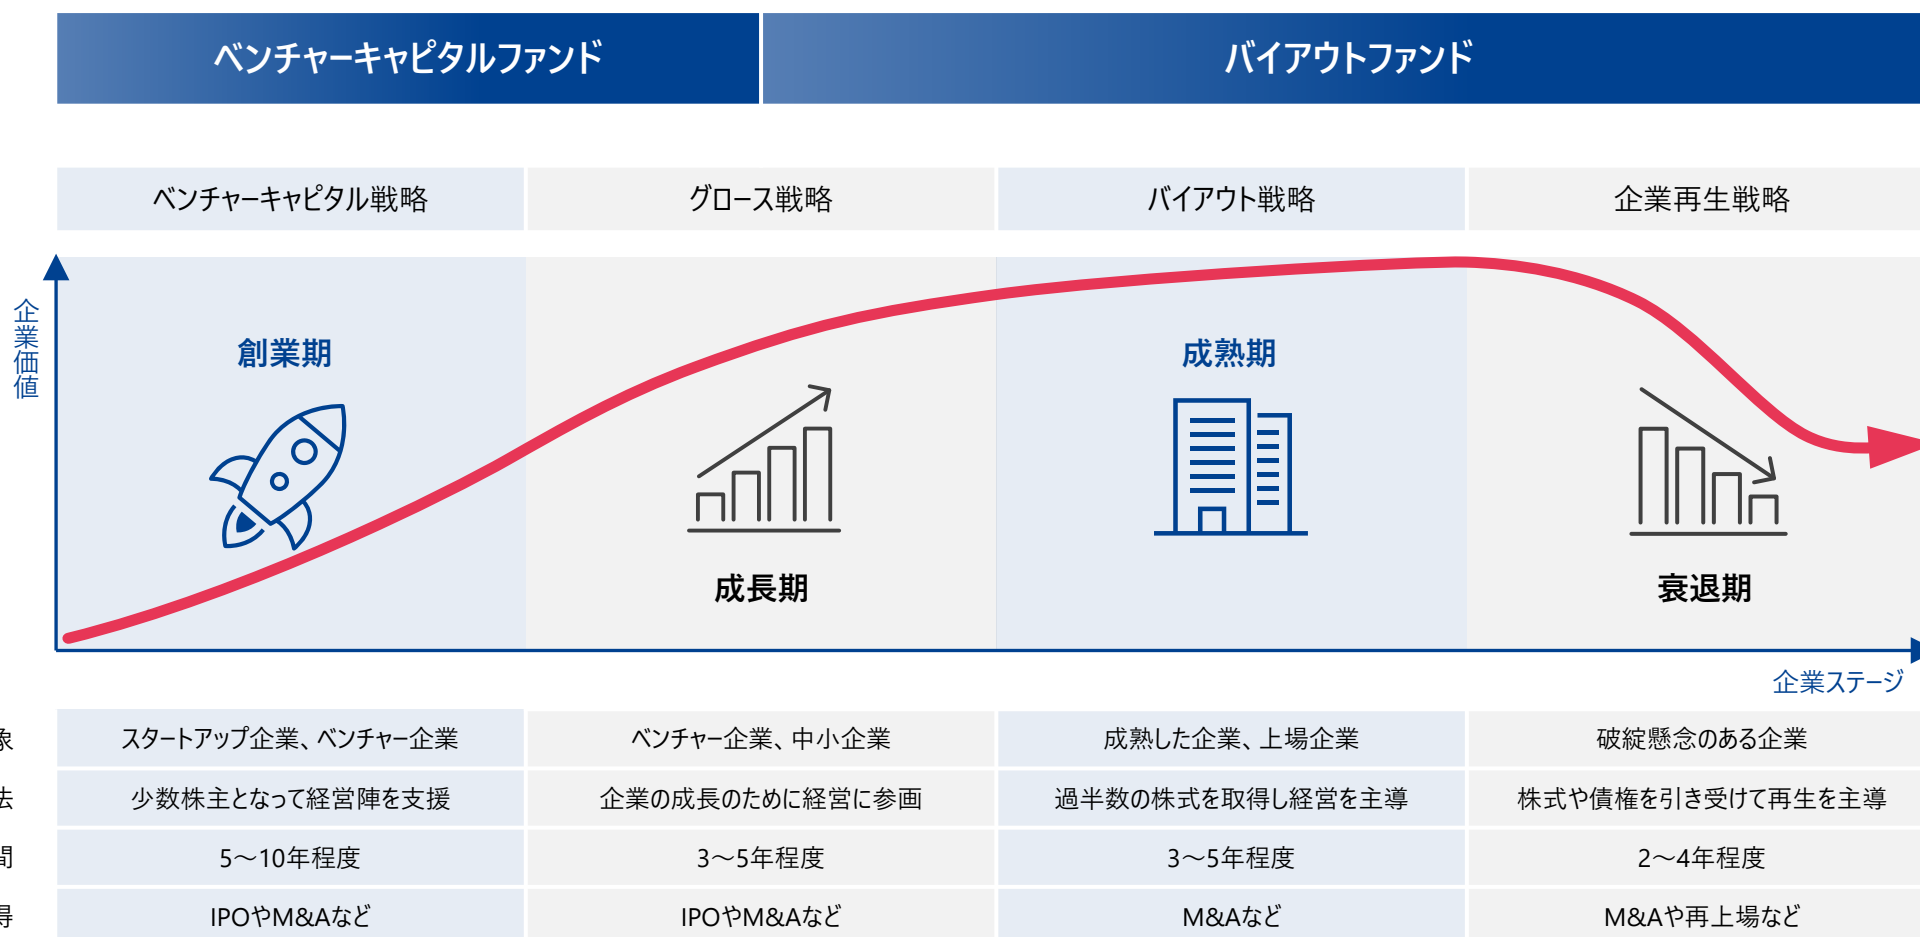 ベンチャーキャピタルファンド
バイアウトファンド
ベンチャーキャピタル戦略
グロース戦略
バイアウト戦略
企業再生戦略
企業価値
創業期
成長期
成熟期
衰退期
企業ステージ
象
スタートアップ企業、ベンチャー企業
ベンチャー企業、中小企業
成熟した企業、上場企業
破綻懸念のある企業
法
少数株主となって経営陣を支援
企業の成長のために経営に参画
過半数の株式を取得し経営を主導
株式や債権を引き受けて再生を主導
間
5～10年程度
3～5年程度
3～5年程度
2～4年程度
得
IPOやM&Aなど
IPOやM&Aなど
M&Aなど
M&Aや再上場など